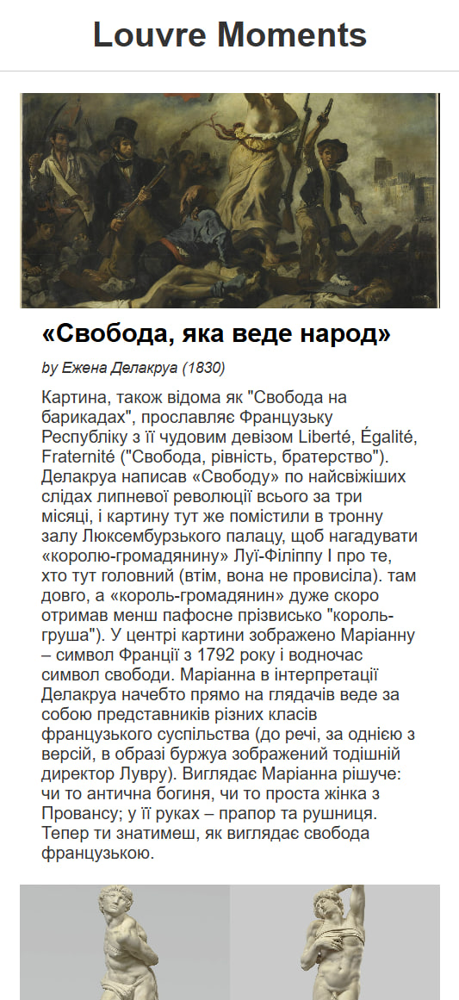 Louvre Moments
«Свобода, яка веде народ»
by Ежена Делакруа (1830)
Картина, також відома як "Свобода на
барикадах", прославляє Французьку
Республіку з її чудовим девізом Liberté, Égalité,
Fraternité ("Свобода, рівність, братерство").
Делакруа написав «Свободу» по найсвіжіших
слідах липневої революції всього за три
місяці, і картину тут же помістили в тронну
залу Люксембурзького палацу, щоб нагадувати
«королю-громадянину» Луї-Філіппу I про те,
хто тут головний (втім, вона не провисіла). там
довго, а «король-громадянин» дуже скоро
отримав менш пафосне прізвисько "король-
груша"). У центрі картини зображено Маріанну
– символ Франції з 1792 року і водночас
символ свободи. Маріанна в інтерпретації
Делакруа начебто прямо на глядачів веде за
собою представників різних класів
французького суспільства (до речі, за однією з
версій, в образі буржуа зображений тодішній
директор Лувру). Виглядає Маріанна рішуче:
чи то антична богиня, чи то проста жінка з
Провансу; у її руках – прапор та рушниця.
Тепер ти знатимеш, як виглядає свобода
французькою.